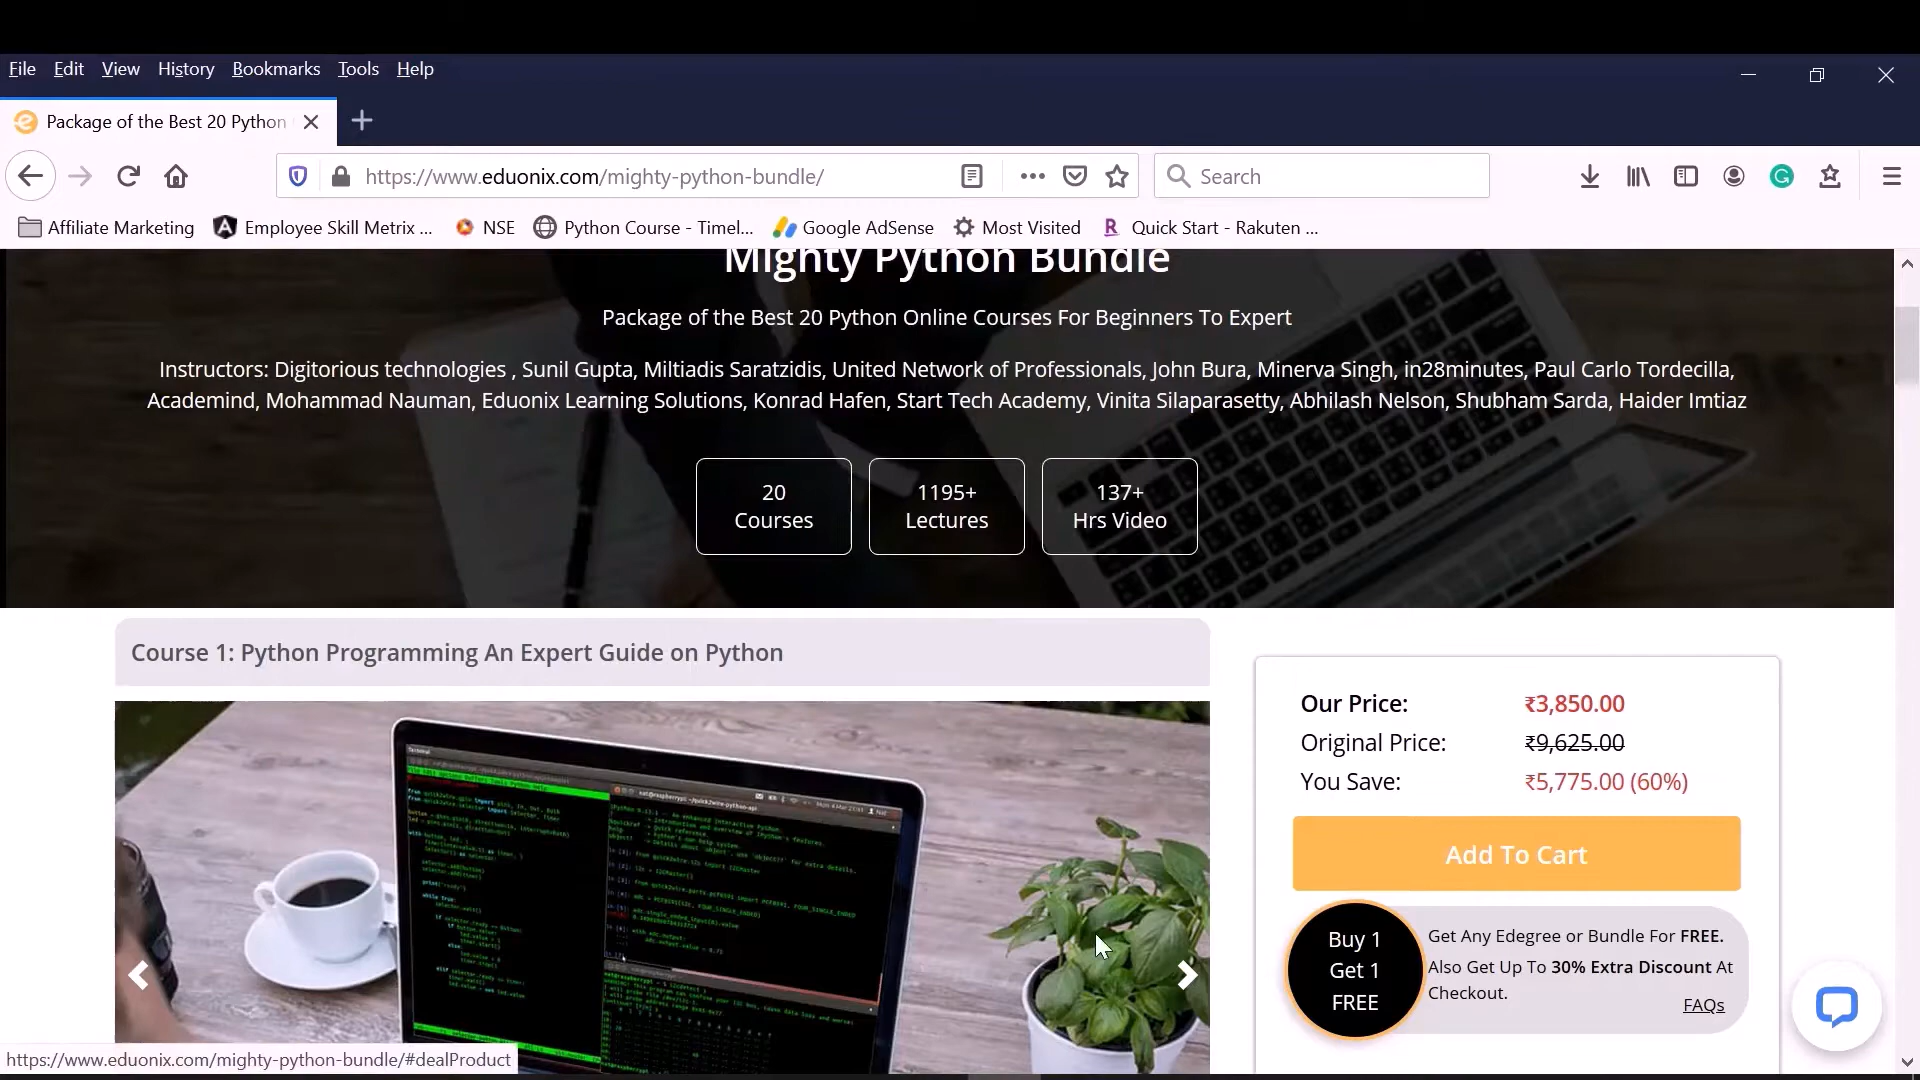 File Edit View History Bookmarks Tools Help
Package of the Best 20 Python
https://www.eduonix.com/mighty-python-bundle/
Search
Affiliate Marketing Employee Skill Metrix ... NSE Python Course - Timel... Google AdSense Most Visited Quick Start - Rakuten ...
Mighty Python Bundle
Package of the Best 20 Python Online Courses For Beginners To Expert
Instructors: Digitorious technologies , Sunil Gupta, Miltiadis Saratzidis, United Network of Professionals, John Bura, Minerva Singh, in28minutes, Paul Carlo Tordecilla,
Academind, Mohammad Nauman, Eduonix Learning Solutions, Konrad Hafen, Start Tech Academy, Vinita Silaparasetty, Abhilash Nelson, Shubham Sarda, Haider Imtiaz
20
Courses
1195+
Lectures
137+
Hrs Video
Course 1: Python Programming An Expert Guide on Python
Our Price: ₹3,850.00
Original Price: ₹9,625.00
You Save: ₹5,775.00 (60%)
Add To Cart
Buy 1
Get 1
FREE
Get Any Edegree or Bundle For FREE.
Also Get Up To 30% Extra Discount At
Checkout.
FAQs
https://www.eduonix.com/mighty-python-bundle/#dealProduct